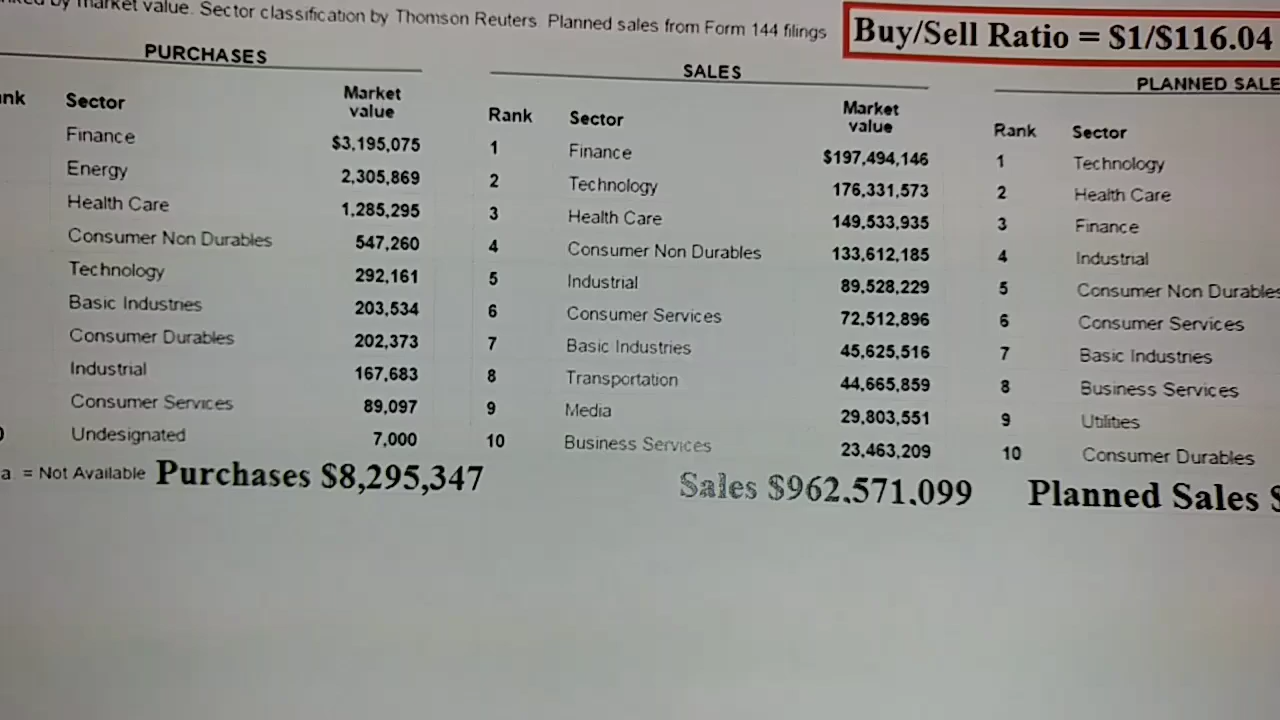 by market value. Sector classification by Thomson Reuters. Planned sales from Form 144 filings
Buy/Sell Ratio = $1/$116.04
PURCHASES
Sector Market value
Finance $3,195,075
Energy 2,305,869
Health Care 1,285,295
Consumer Non Durables 547,260
Technology 292,161
Basic Industries 203,534
Consumer Durables 202,373
Industrial 167,683
Consumer Services 89,097
Undesignated 7,000
= Not Available
Purchases $8,295,347
SALES
Rank Sector Market value
1 Finance $197,494,146
2 Technology 176,331,573
3 Health Care 149,533,935
4 Consumer Non Durables 133,612,185
5 Industrial 89,528,229
6 Consumer Services 72,512,896
7 Basic Industries 45,625,516
8 Transportation 44,665,859
9 Media 29,803,551
10 Business Services 23,463,209
Sales $962,571,099
PLANNED SALE
Rank Sector
1 Technology
2 Health Care
3 Finance
4 Industrial
5 Consumer Non Durables
6 Consumer Services
7 Basic Industries
8 Business Services
9 Utilities
10 Consumer Durables
Planned Sales $